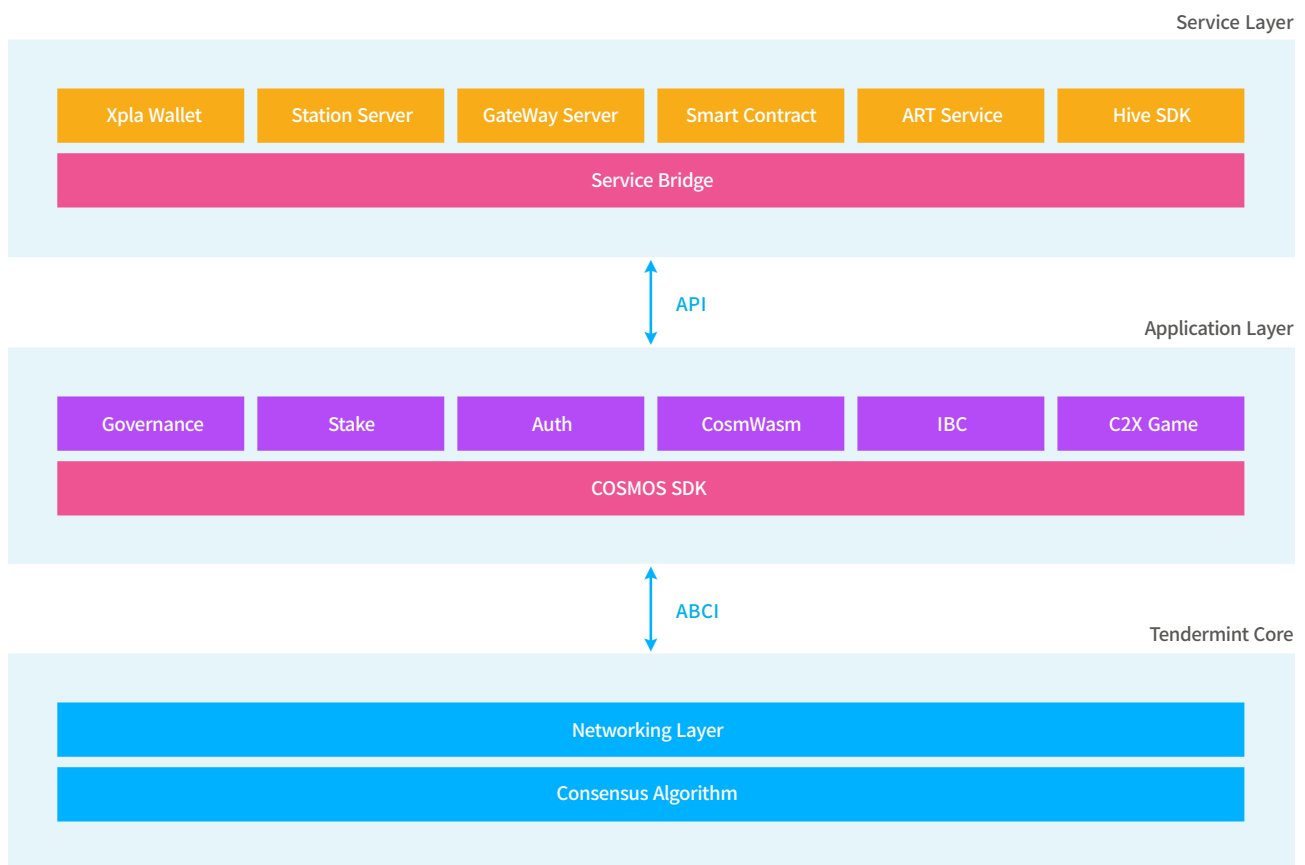 Service Layer
Xpla Wallet
Station Server
GateWay Server
Smart Contract
ART Service
Hive SDK
Service Bridge
API
Application Layer
Governance
Stake
Auth
CosmWasm
IBC
C2X Game
COSMOS SDK
ABCI
Tendermint Core
Networking Layer
Consensus Algorithm